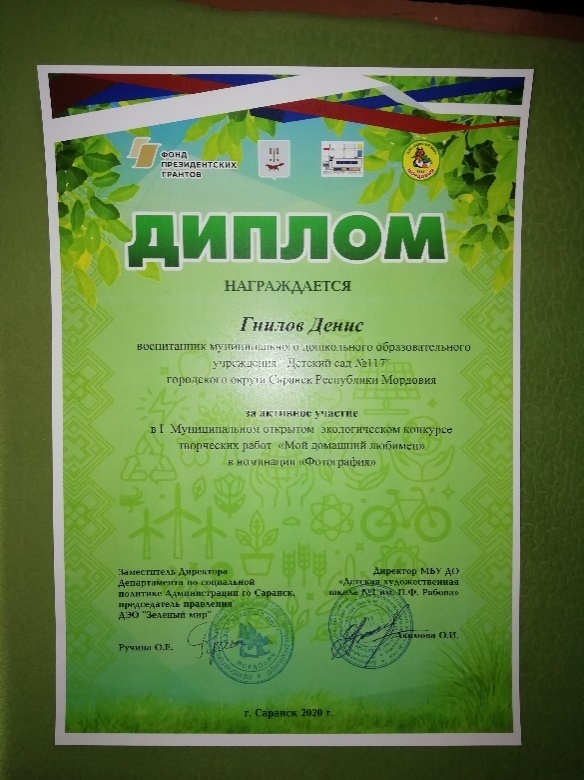 ФОНД
ПРЕЗИДЕНТСКИХ
ГРАНТОВ
ДИПЛОМ
НАГРАЖДАЕТСЯ
Гнилов Денис
воспитанник муниципального дошкольного образовательного
учреждения "Детский сад №117"
городского округа Саранск Республики Мордовия
за активное участие
в I Муниципальном открытом экологическом конкурсе
творческих работ «Мой домашний любимец»
в номинации «Фотография»
Заместитель Директора
Департамента по социальной
политике Администрации го Саранск,
председатель правления
ДЭО "Зеленый мир"
Ручина О.Е.
Директор МБУ ДО
«Детская художественная
школа №1 им. П.Ф. Рябова»
Акимова О.И.
г. Саранск 2020 г.